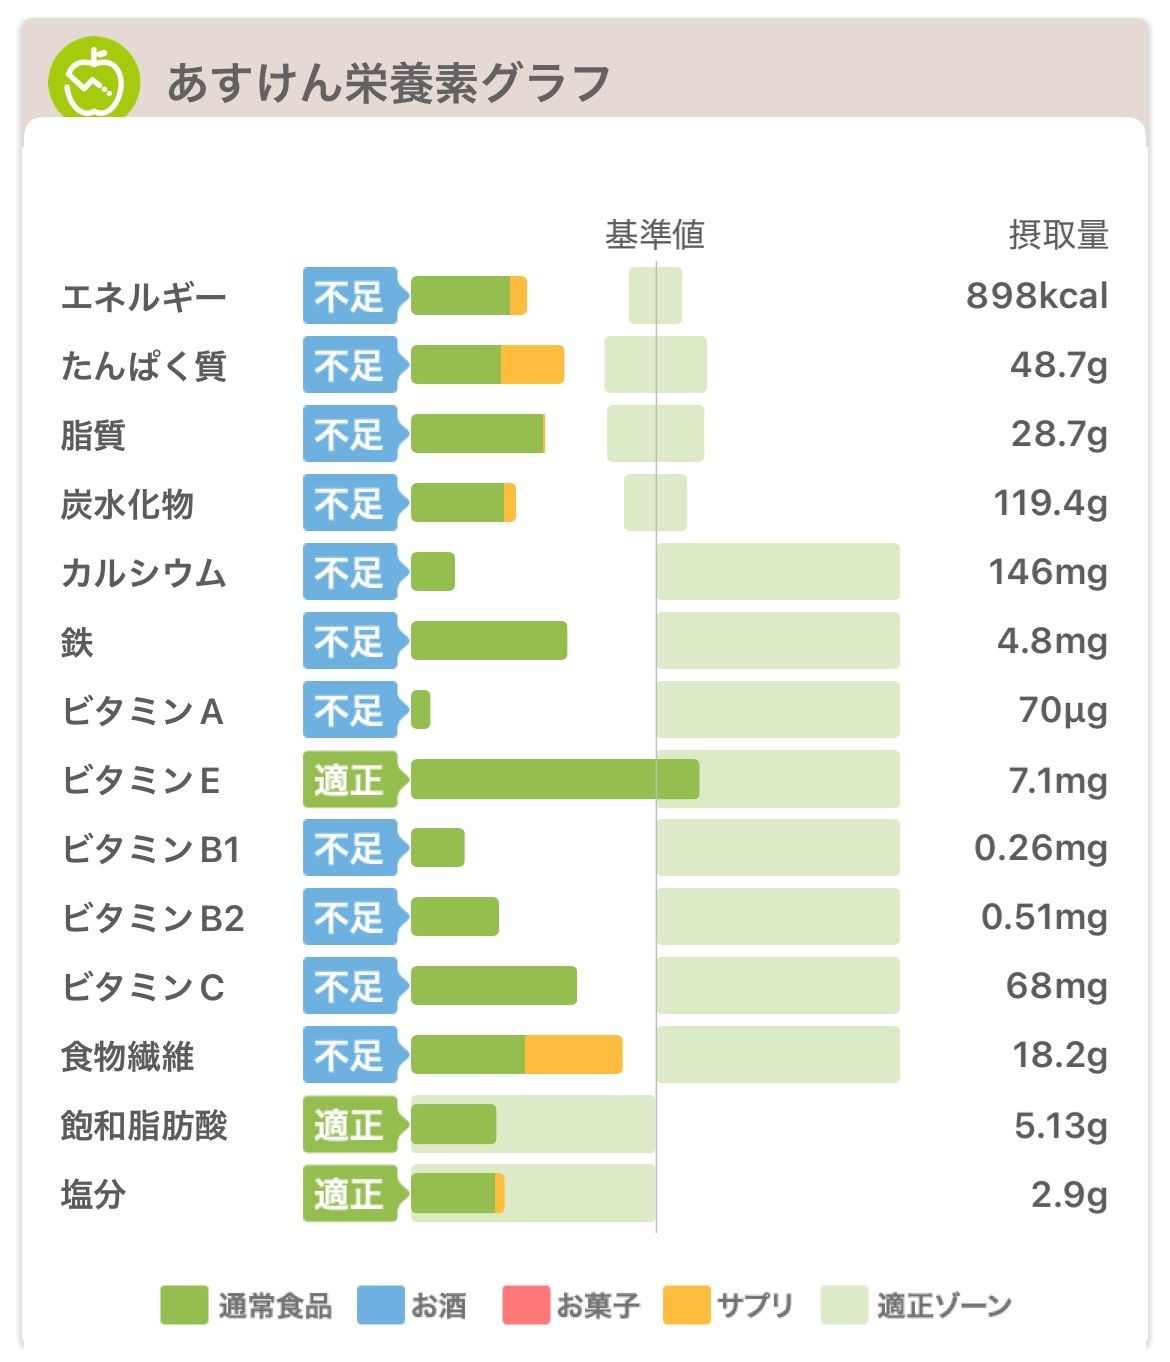 あすけん栄養素グラフ
基準値 摂取量
エネルギー 不足 898kcal
たんぱく質 不足 48.7g
脂質 不足 28.7g
炭水化物 不足 119.4g
カルシウム 不足 146mg
鉄 不足 4.8mg
ビタミンA 不足 70μg
ビタミンE 適正 7.1mg
ビタミンB1 不足 0.26mg
ビタミンB2 不足 0.51mg
ビタミンC 不足 68mg
食物繊維 不足 18.2g
飽和脂肪酸 適正 5.13g
塩分 適正 2.9g
通常食品 お酒 お菓子 サプリ 適正ゾーン